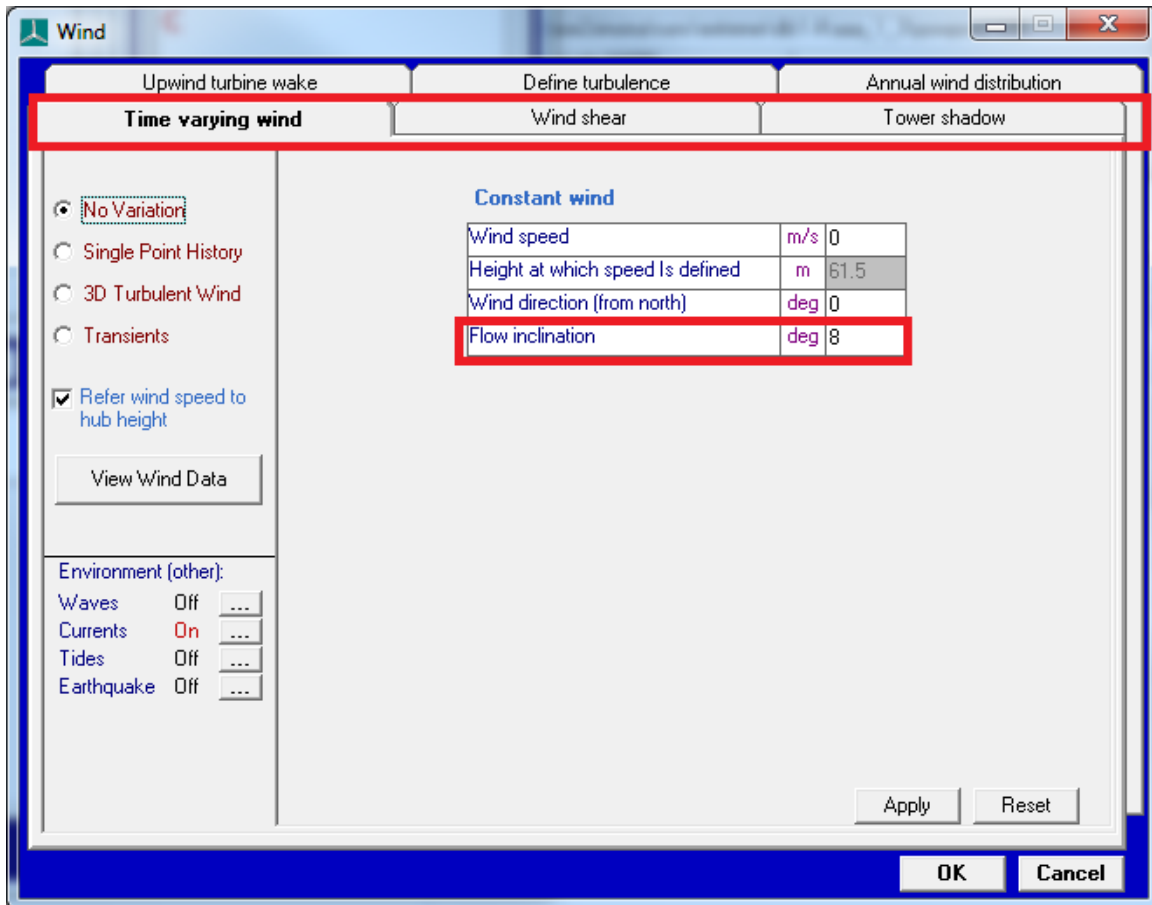 Wind
Upwind turbine wake Define turbulence Annual wind distribution
Time varying wind Wind shear Tower shadow
No Variation
Single Point History
3D Turbulent Wind
Transients
Refer wind speed to
hub height
View Wind Data
Environment (other):
Waves Off ...
Currents On ...
Tides Off ...
Earthquake Off ...
Constant wind
Wind speed m/s 0
Height at which speed Is defined m 61.5
Wind direction (from north) deg 0
Flow inclination deg 8
Apply Reset
OK Cancel